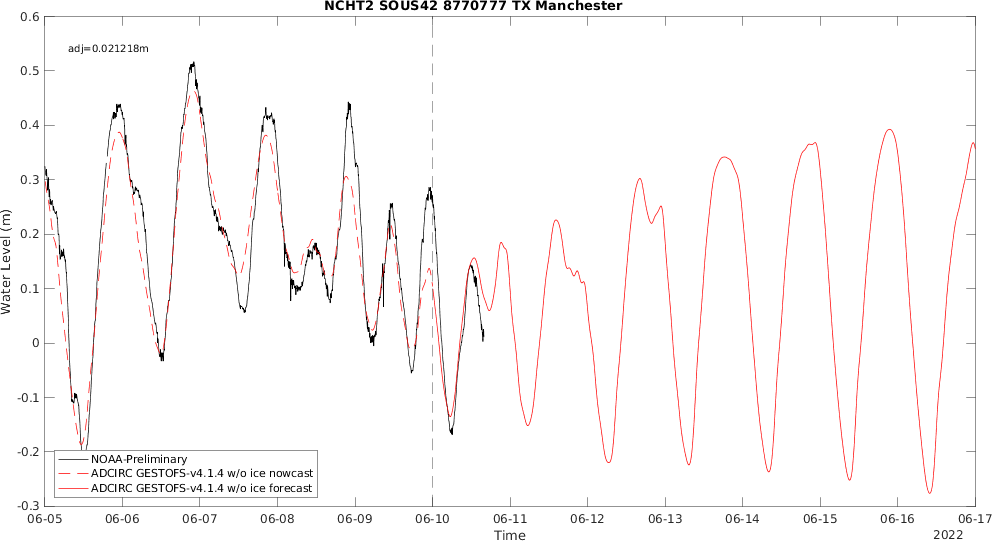 NCHT2 SOUS42 8770777 TX Manchester
adj=0.021218m
Water Level (m)
0.6
0.5
0.4
0.3
0.2
0.1
0
-0.1
-0.2
-0.3
NOAA-Preliminary
ADCIRC GESTOFS-v4.1.4 w/o ice nowcast
ADCIRC GESTOFS-v4.1.4 w/o ice forecast
06-05 06-06 06-07 06-08 06-09 06-10 06-11 06-12 06-13 06-14 06-15 06-16 06-17
Time
2022